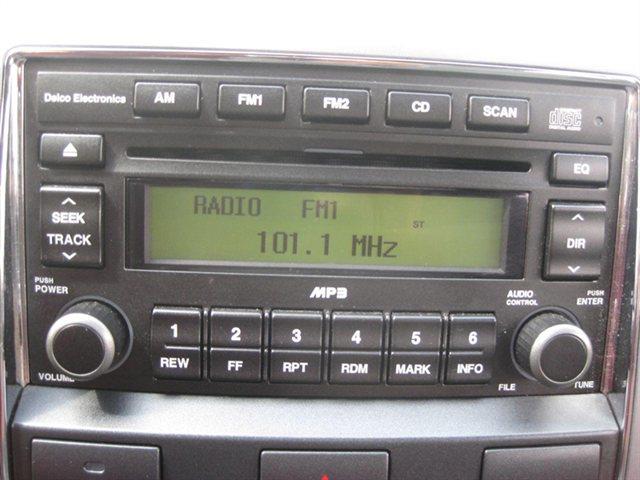 Delco Electronics AM FM1 FM2 CD SCAN
disc
DIGITAL AUDIO
EQ
SEEK
TRACK
RADIO FM1
ST
101.1 MHz
DIR
PUSH
POWER
MP3
AUDIO
CONTROL
PUSH
ENTER
1 2 3 4 5 6
REW FF RPT RDM MARK INFO
VOLUME
FILE
TUNE